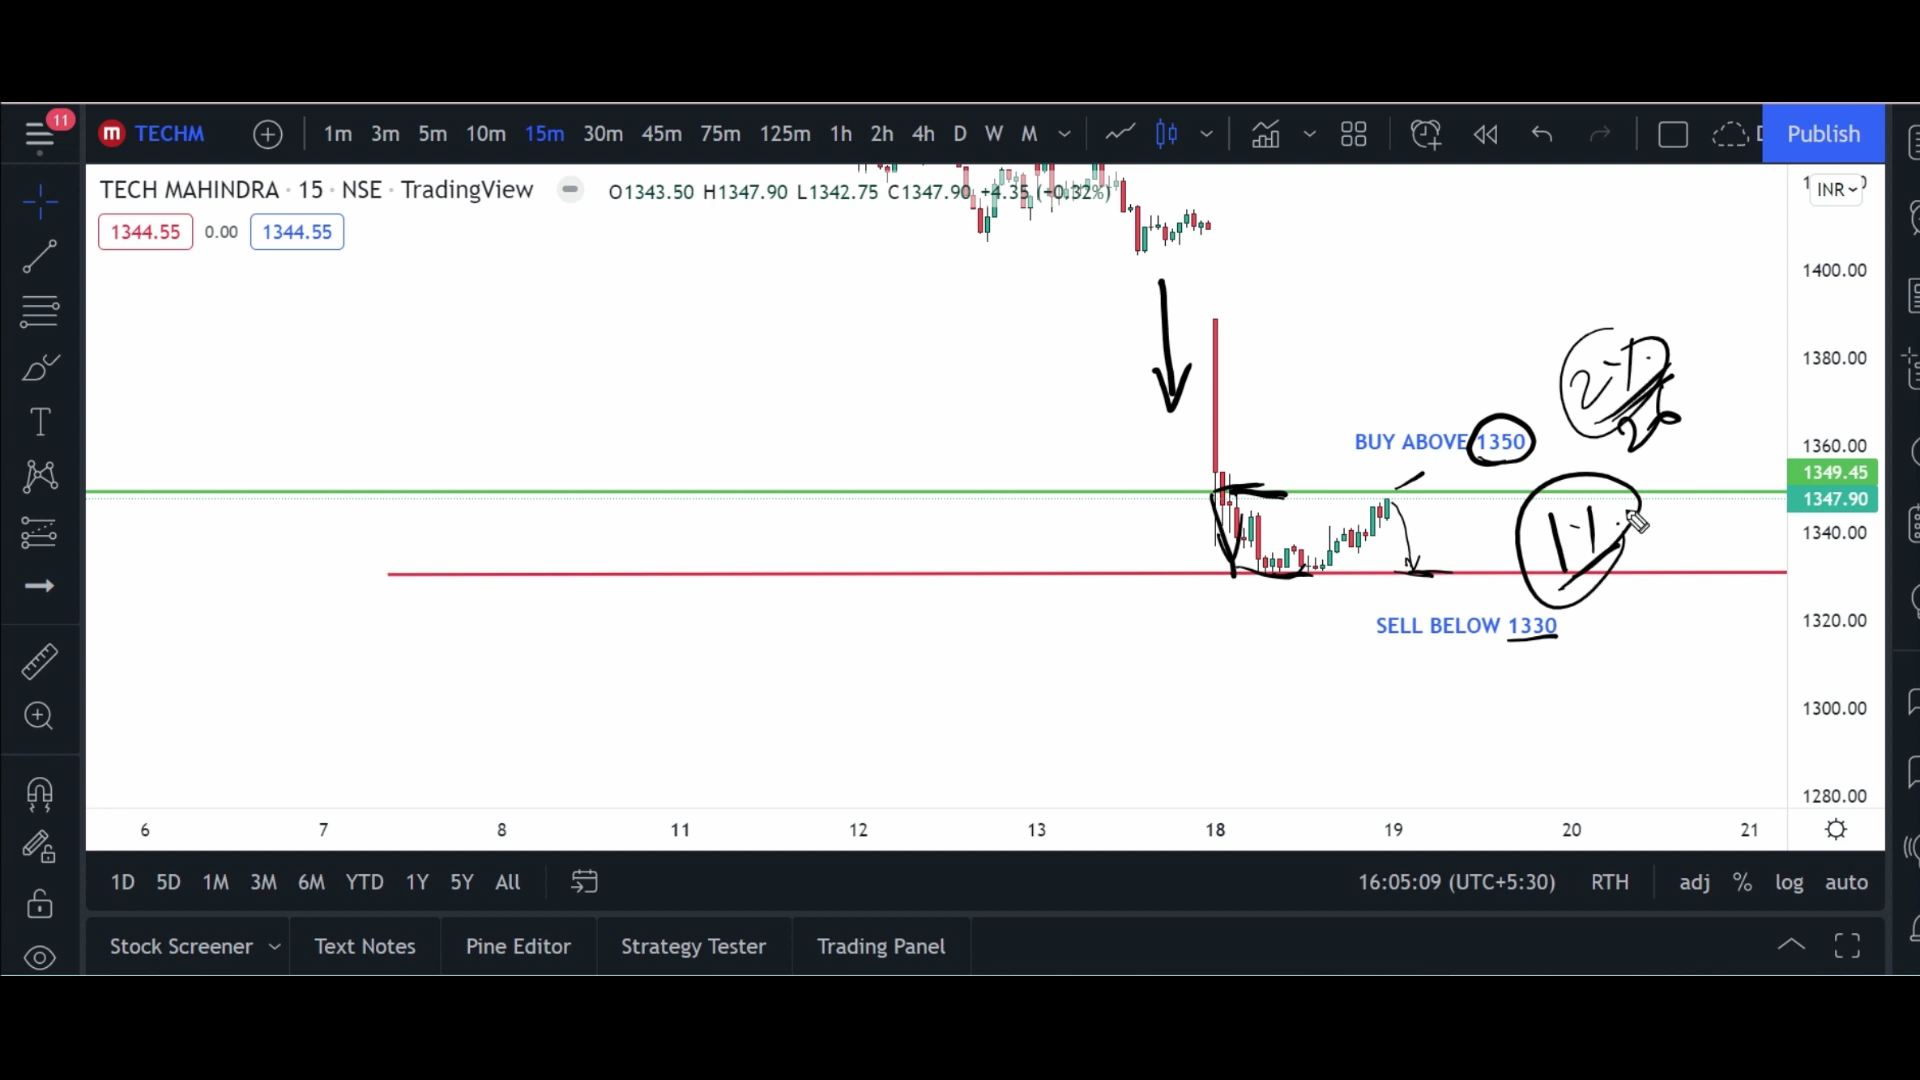 11
TECHM 1m 3m 5m 10m 15m 30m 45m 75m 125m 1h 2h 4h D W M Publish
TECH MAHINDRA · 15 · NSE · TradingView O1343.50 H1347.90 L1342.75 C1347.90 +4.35 (+0.32%) INR
1344.55 0.00 1344.55
1400.00
1380.00
BUY ABOVE 1350
1360.00
1349.45
1347.90
1340.00
SELL BELOW 1330
1320.00
1300.00
1280.00
6 7 8 11 12 13 18 19 20 21
1D 5D 1M 3M 6M YTD 1Y 5Y All 16:05:09 (UTC+5:30) RTH adj % log auto
Stock Screener Text Notes Pine Editor Strategy Tester Trading Panel